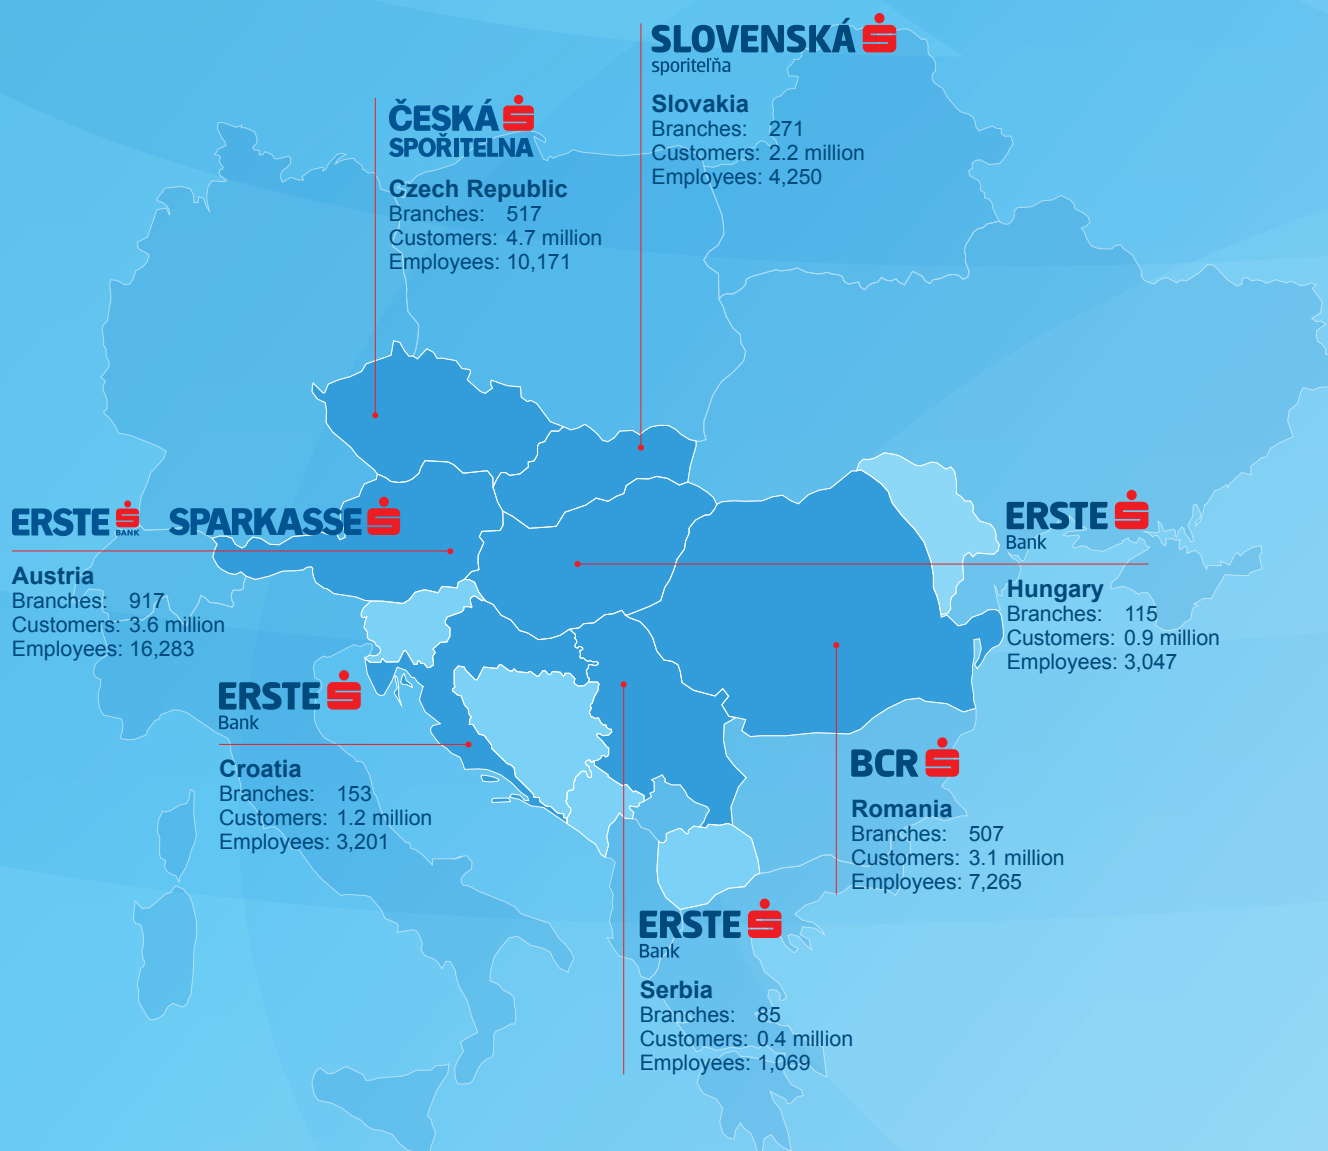 SLOVENSKÁ
sporiteľňa
Slovakia
Branches: 271
Customers: 2.2 million
Employees: 4,250
ČESKÁ
SPOŘITELNA
Czech Republic
Branches: 517
Customers: 4.7 million
Employees: 10,171
ERSTE
BANK
SPARKASSE
Austria
Branches: 917
Customers: 3.6 million
Employees: 16,283
ERSTE
Bank
Hungary
Branches: 115
Customers: 0.9 million
Employees: 3,047
ERSTE
Bank
Croatia
Branches: 153
Customers: 1.2 million
Employees: 3,201
BCR
Romania
Branches: 507
Customers: 3.1 million
Employees: 7,265
ERSTE
Bank
Serbia
Branches: 85
Customers: 0.4 million
Employees: 1,069